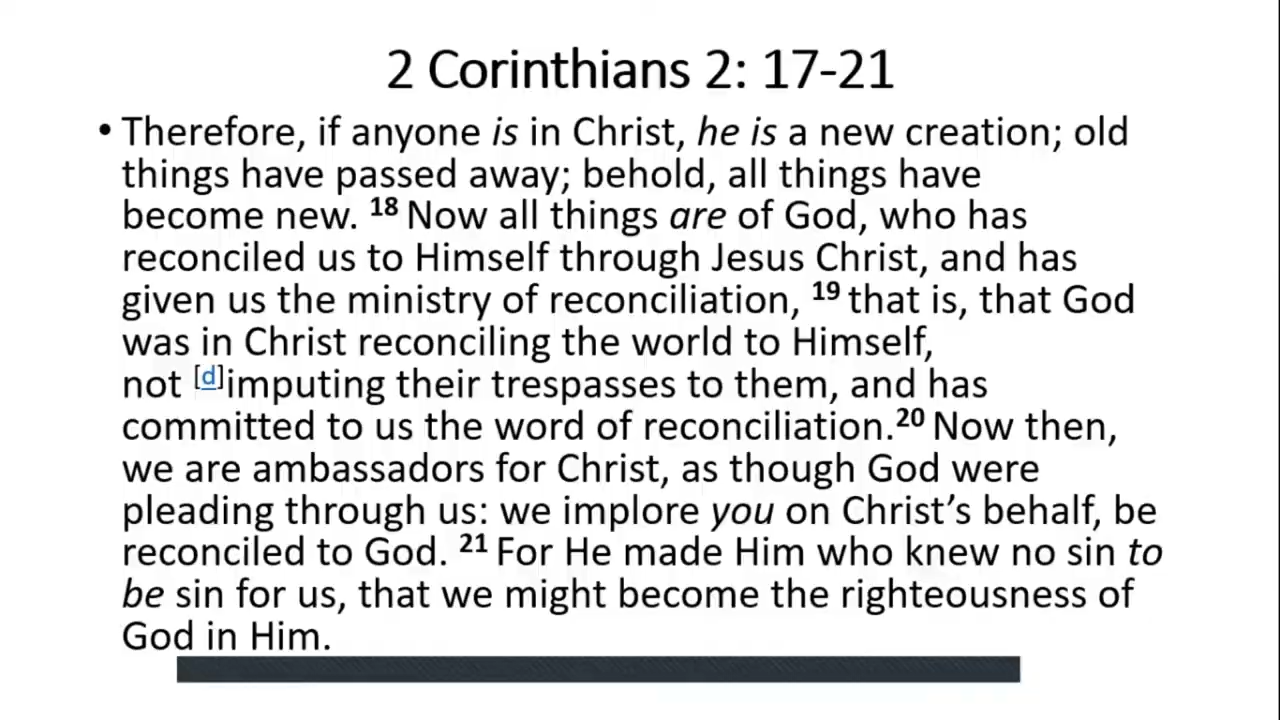 2 Corinthians 2: 17-21
• Therefore, if anyone is in Christ, he is a new creation; old
things have passed away; behold, all things have
become new. 18 Now all things are of God, who has
reconciled us to Himself through Jesus Christ, and has
given us the ministry of reconciliation, 19 that is, that God
was in Christ reconciling the world to Himself,
not [d]imputing their trespasses to them, and has
committed to us the word of reconciliation.20 Now then,
we are ambassadors for Christ, as though God were
pleading through us: we implore you on Christ’s behalf, be
reconciled to God. 21 For He made Him who knew no sin to
be sin for us, that we might become the righteousness of
God in Him.